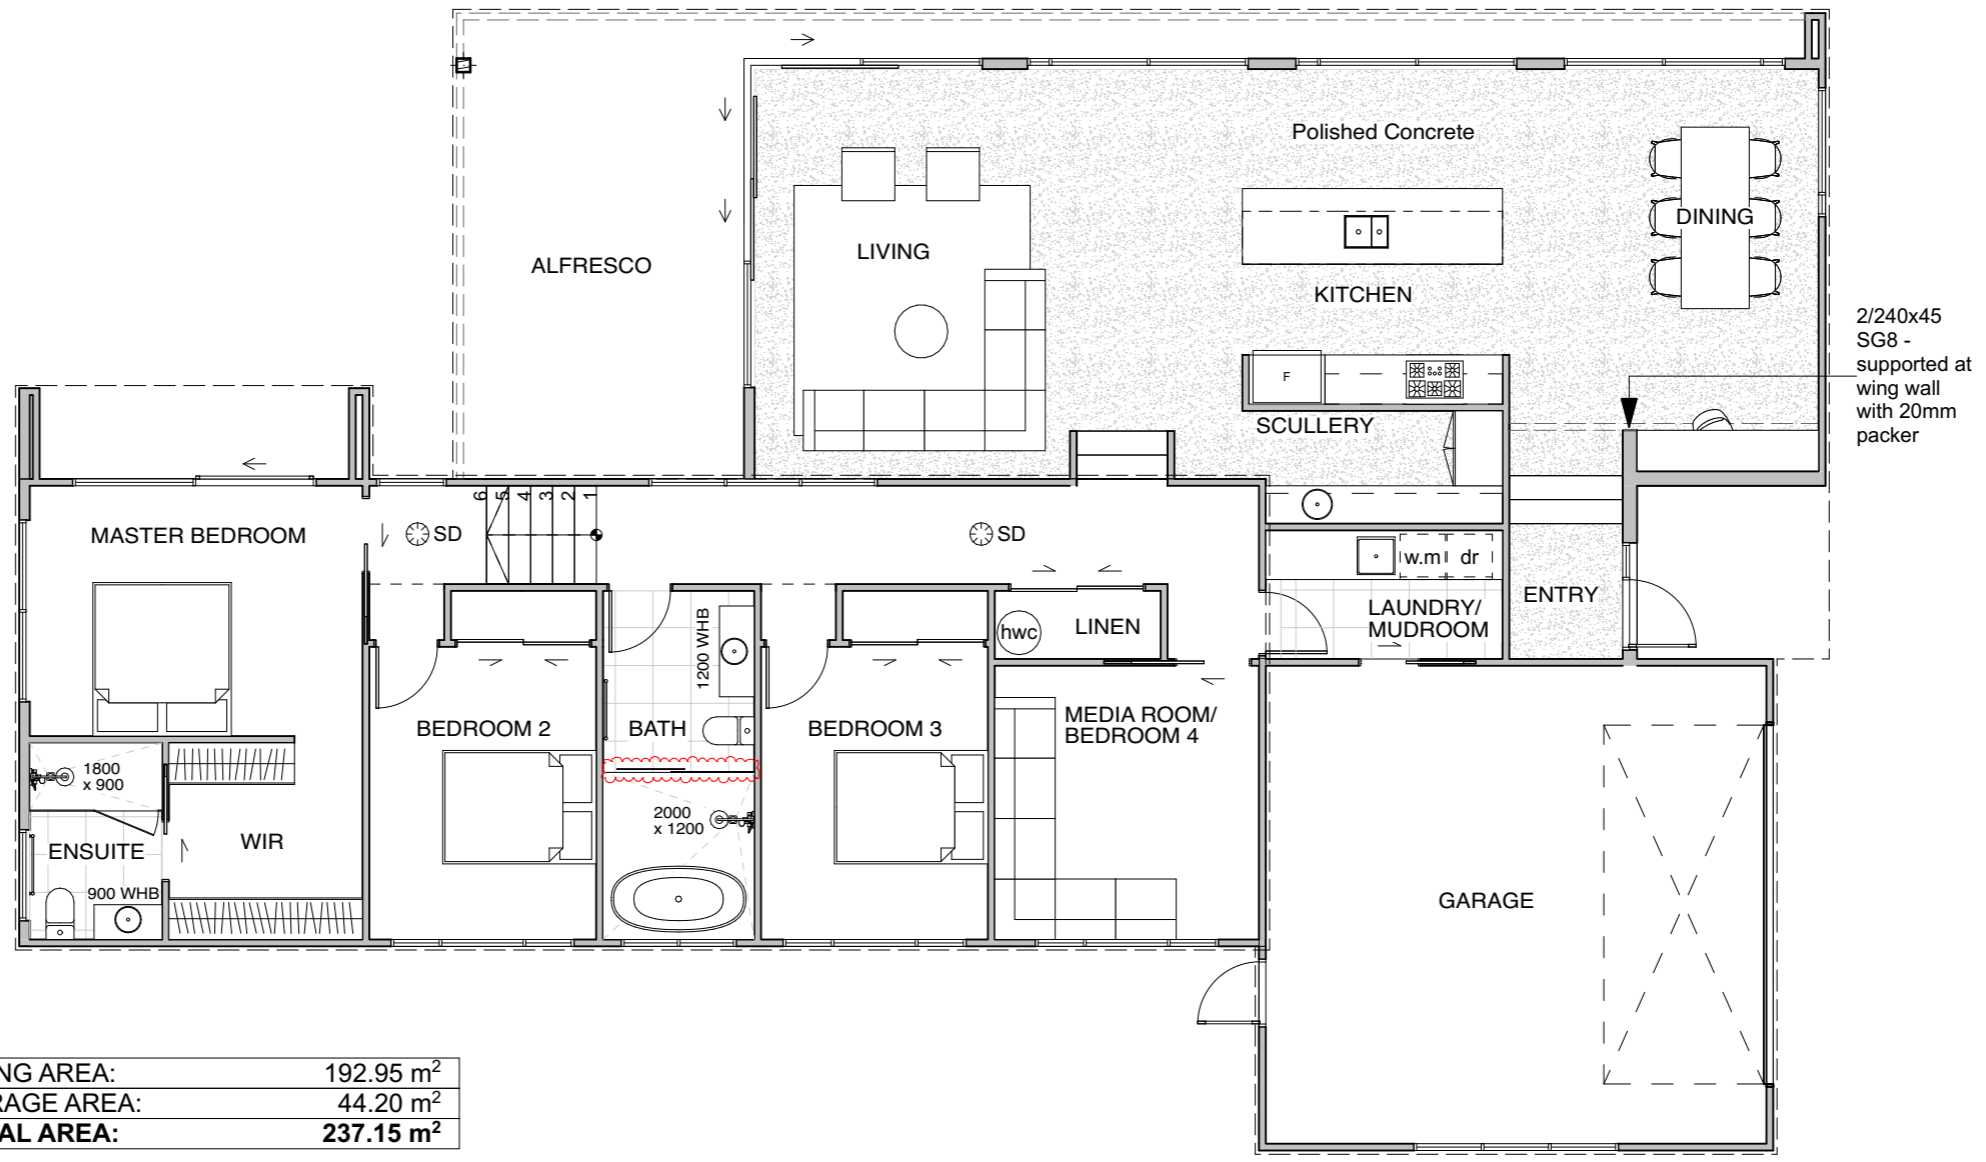 Polished Concrete
DINING
LIVING
ALFRESCO
KITCHEN
2/240x45
SG8 -
supported at
wing wall
with 20mm
packer
F
SCULLERY
6 5 4 3 2 1
MASTER BEDROOM
SD
SD
w.m dr
ENTRY
LAUNDRY/
MUDROOM
1200 WHB
hwc
LINEN
BEDROOM 2
BATH
BEDROOM 3
MEDIA ROOM/
BEDROOM 4
1800
x 900
2000
x 1200
WIR
ENSUITE
900 WHB
GARAGE
NG AREA: 192.95 m²
RAGE AREA: 44.20 m²
AL AREA: 237.15 m²